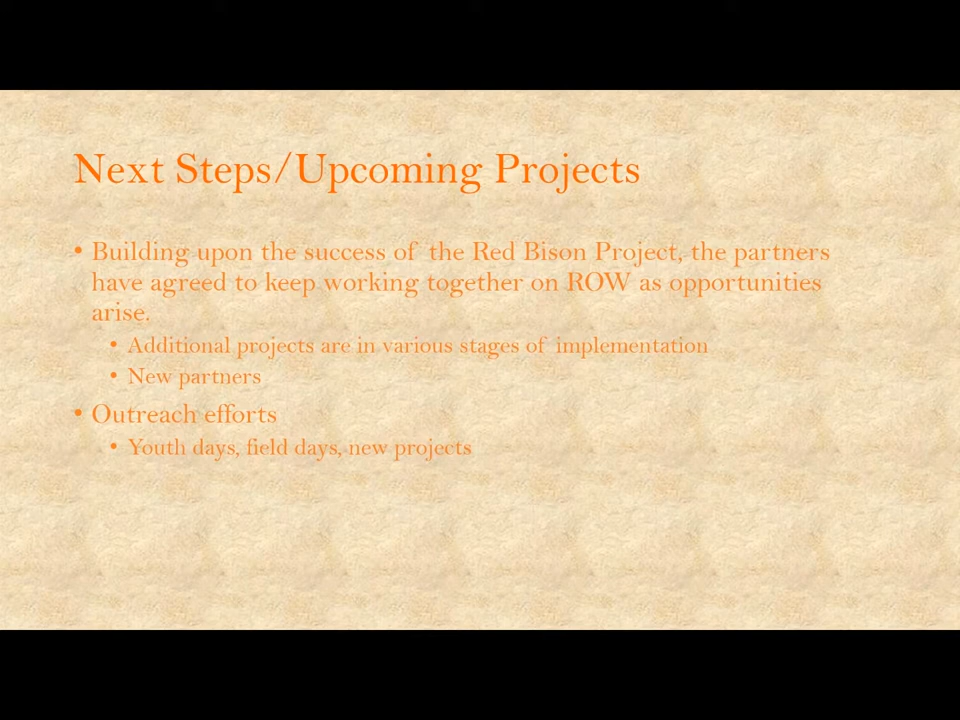 Next Steps/Upcoming Projects
• Building upon the success of the Red Bison Project, the partners
have agreed to keep working together on ROW as opportunities
arise.
• Additional projects are in various stages of implementation
• New partners
• Outreach efforts
• Youth days, field days, new projects